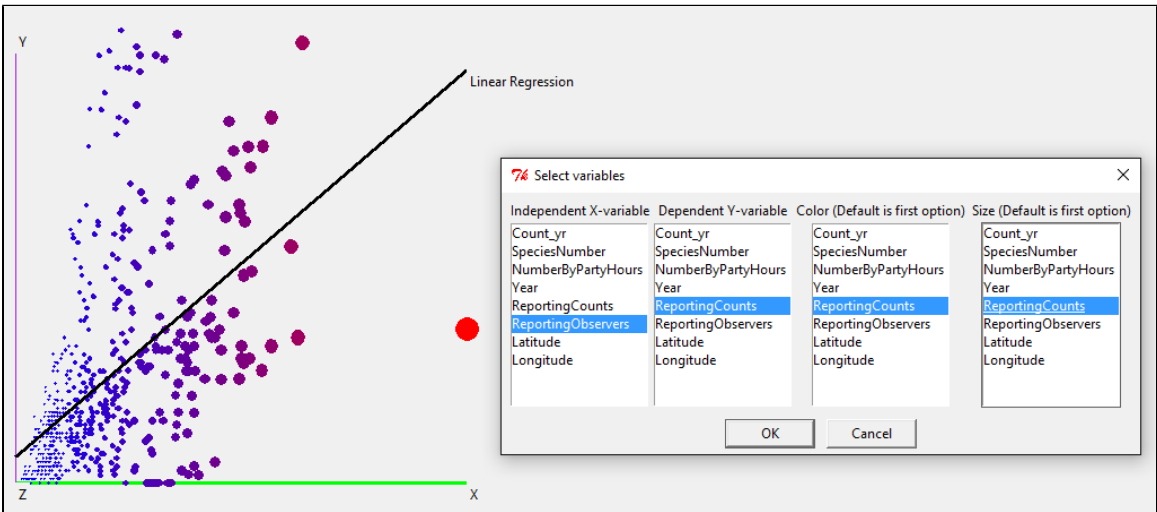 Y
Linear Regression
Z
X
Select variables
Independent X-variable Dependent Y-variable Color (Default is first option) Size (Default is first option)
Count_yr Count_yr Count_yr Count_yr
SpeciesNumber SpeciesNumber SpeciesNumber SpeciesNumber
NumberByPartyHours NumberByPartyHours NumberByPartyHours NumberByPartyHours
Year Year Year Year
ReportingCounts ReportingCounts ReportingCounts ReportingCounts
ReportingObservers ReportingObservers ReportingObservers ReportingObservers
Latitude Latitude Latitude Latitude
Longitude Longitude Longitude Longitude
OK Cancel